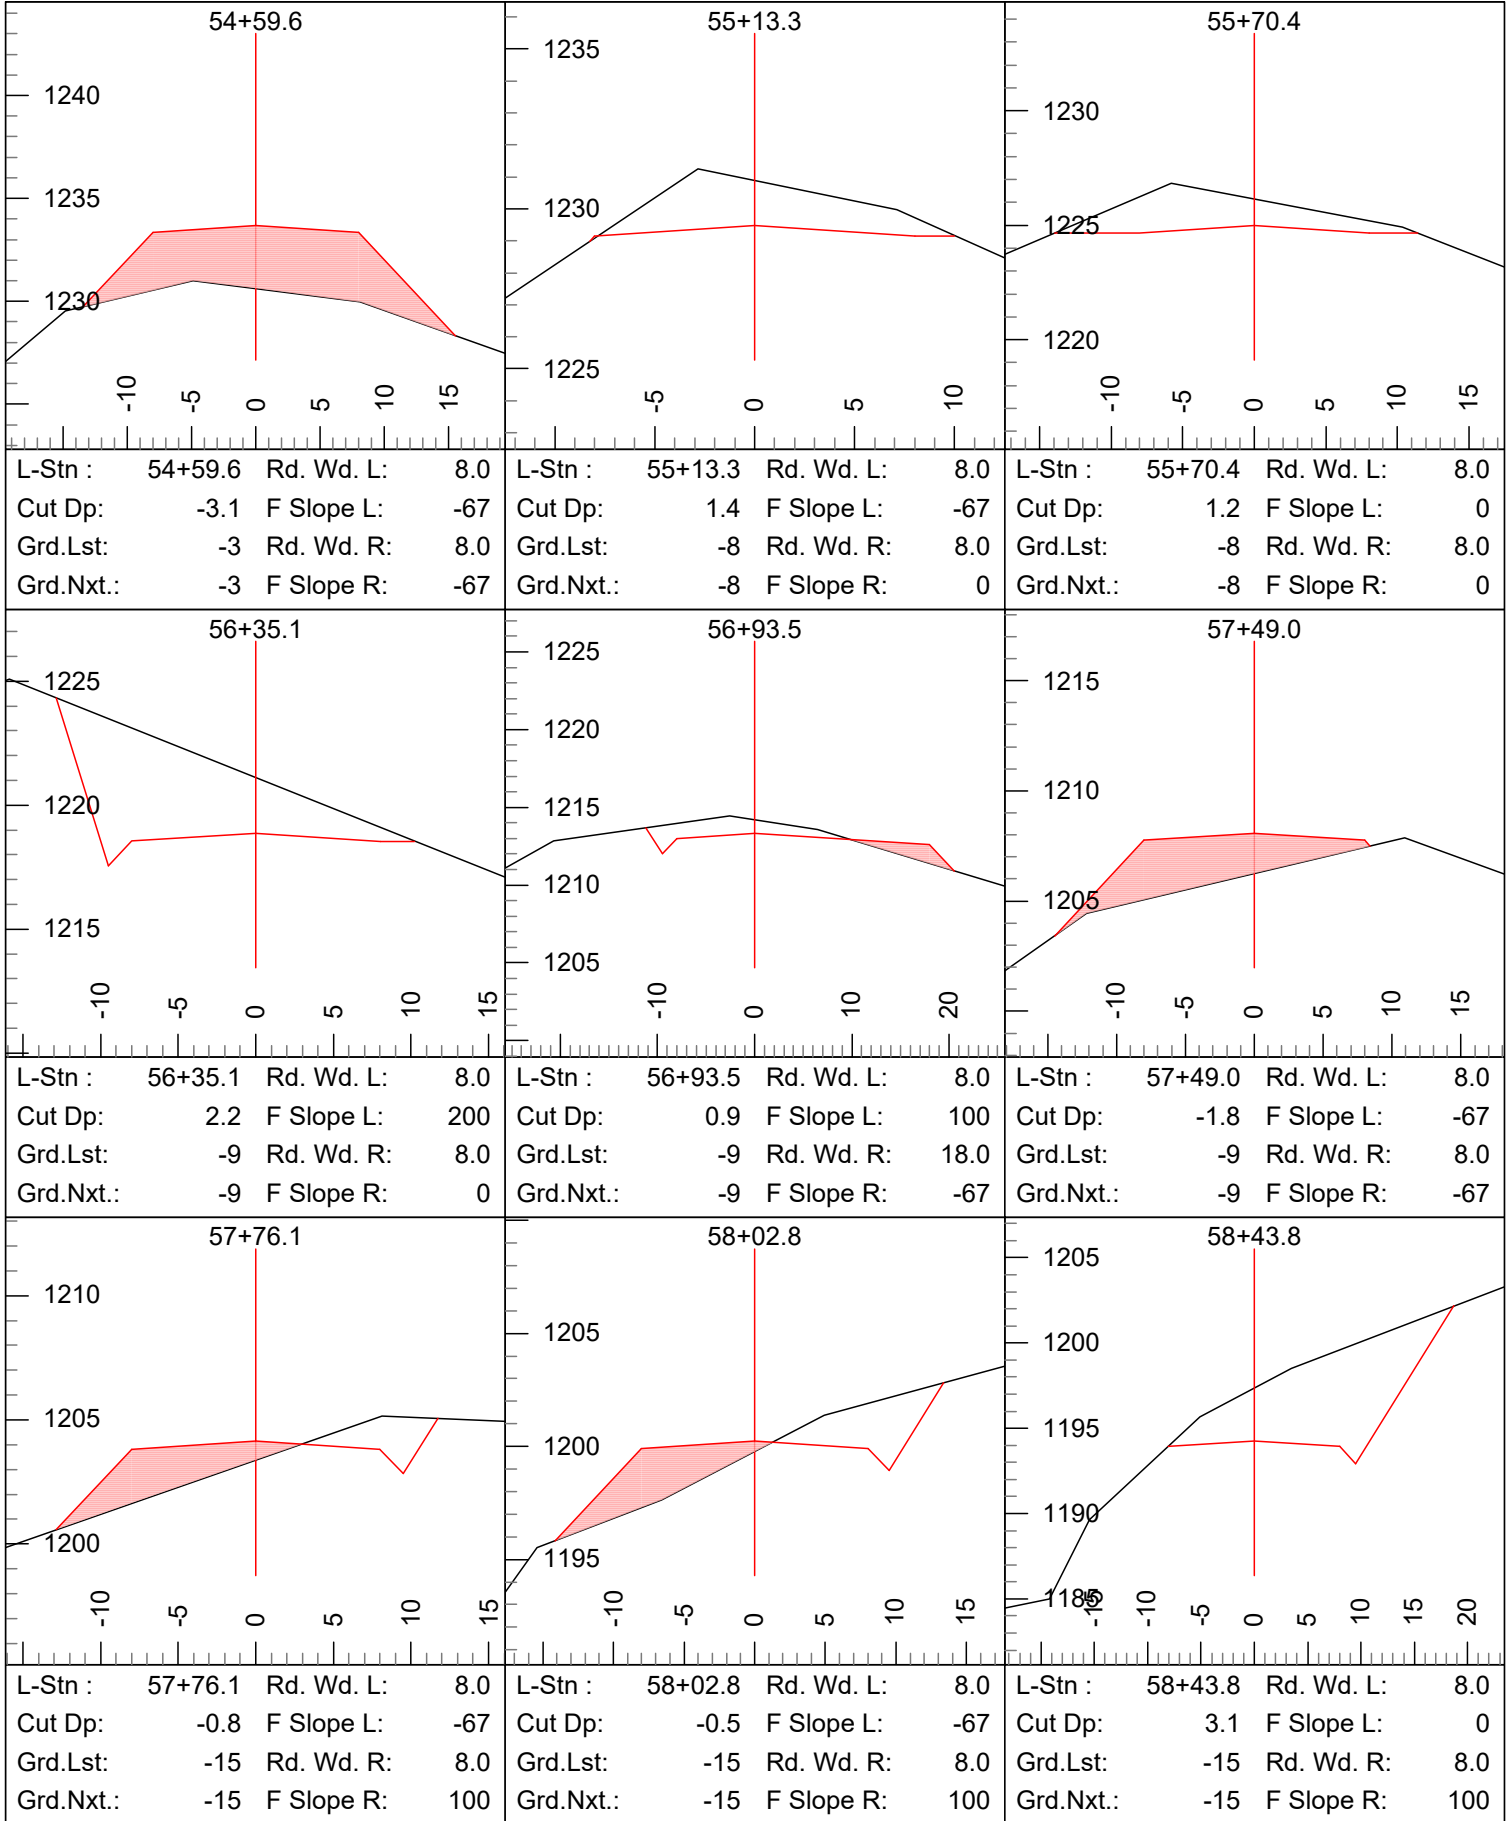 54+59.6
1240
1235
1230
-10 -5 0 5 10 15
L-Stn : 54+59.6 Rd. Wd. L: 8.0
Cut Dp: -3.1 F Slope L: -67
Grd.Lst: -3 Rd. Wd. R: 8.0
Grd.Nxt.: -3 F Slope R: -67
55+13.3
1235
1230
1225
-5 0 5 10
L-Stn : 55+13.3 Rd. Wd. L: 8.0
Cut Dp: 1.4 F Slope L: -67
Grd.Lst: -8 Rd. Wd. R: 8.0
Grd.Nxt.: -8 F Slope R: 0
55+70.4
1230
1225
1220
-10 -5 0 5 10 15
L-Stn : 55+70.4 Rd. Wd. L: 8.0
Cut Dp: 1.2 F Slope L: 0
Grd.Lst: -8 Rd. Wd. R: 8.0
Grd.Nxt.: -8 F Slope R: 0
56+35.1
1225
1220
1215
-10 -5 0 5 10 15
L-Stn : 56+35.1 Rd. Wd. L: 8.0
Cut Dp: 2.2 F Slope L: 200
Grd.Lst: -9 Rd. Wd. R: 8.0
Grd.Nxt.: -9 F Slope R: 0
56+93.5
1225
1220
1215
1210
1205
-10 0 10 20
L-Stn : 56+93.5 Rd. Wd. L: 8.0
Cut Dp: 0.9 F Slope L: 100
Grd.Lst: -9 Rd. Wd. R: 18.0
Grd.Nxt.: -9 F Slope R: -67
57+49.0
1215
1210
1205
-10 -5 0 5 10 15
L-Stn : 57+49.0 Rd. Wd. L: 8.0
Cut Dp: -1.8 F Slope L: -67
Grd.Lst: -9 Rd. Wd. R: 8.0
Grd.Nxt.: -9 F Slope R: -67
57+76.1
1210
1205
1200
-10 -5 0 5 10 15
L-Stn : 57+76.1 Rd. Wd. L: 8.0
Cut Dp: -0.8 F Slope L: -67
Grd.Lst: -15 Rd. Wd. R: 8.0
Grd.Nxt.: -15 F Slope R: 100
58+02.8
1205
1200
1195
-10 -5 0 5 10 15
L-Stn : 58+02.8 Rd. Wd. L: 8.0
Cut Dp: -0.5 F Slope L: -67
Grd.Lst: -15 Rd. Wd. R: 8.0
Grd.Nxt.: -15 F Slope R: 100
58+43.8
1205
1200
1195
1190
1185
-15 -10 -5 0 5 10 15 20
L-Stn : 58+43.8 Rd. Wd. L: 8.0
Cut Dp: 3.1 F Slope L: 0
Grd.Lst: -15 Rd. Wd. R: 8.0
Grd.Nxt.: -15 F Slope R: 100